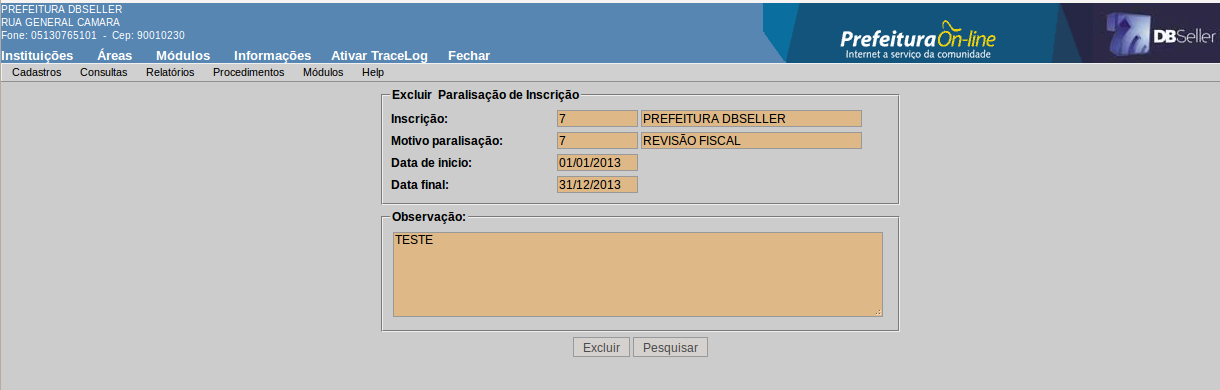 PREFEITURA DBSELLER
RUA GENERAL CAMARA
Fone: 05130765101 - Cep: 90010230
PrefeituraOn-line
Internet a serviço da comunidade
DBSeller
Instituições Áreas Módulos Informações Ativar TraceLog Fechar
Cadastros Consultas Relatórios Procedimentos Módulos Help
Excluir Paralisação de Inscrição
Inscrição: 7 PREFEITURA DBSELLER
Motivo paralisação: 7 REVISÃO FISCAL
Data de inicio: 01/01/2013
Data final: 31/12/2013
Observação:
TESTE
Excluir Pesquisar